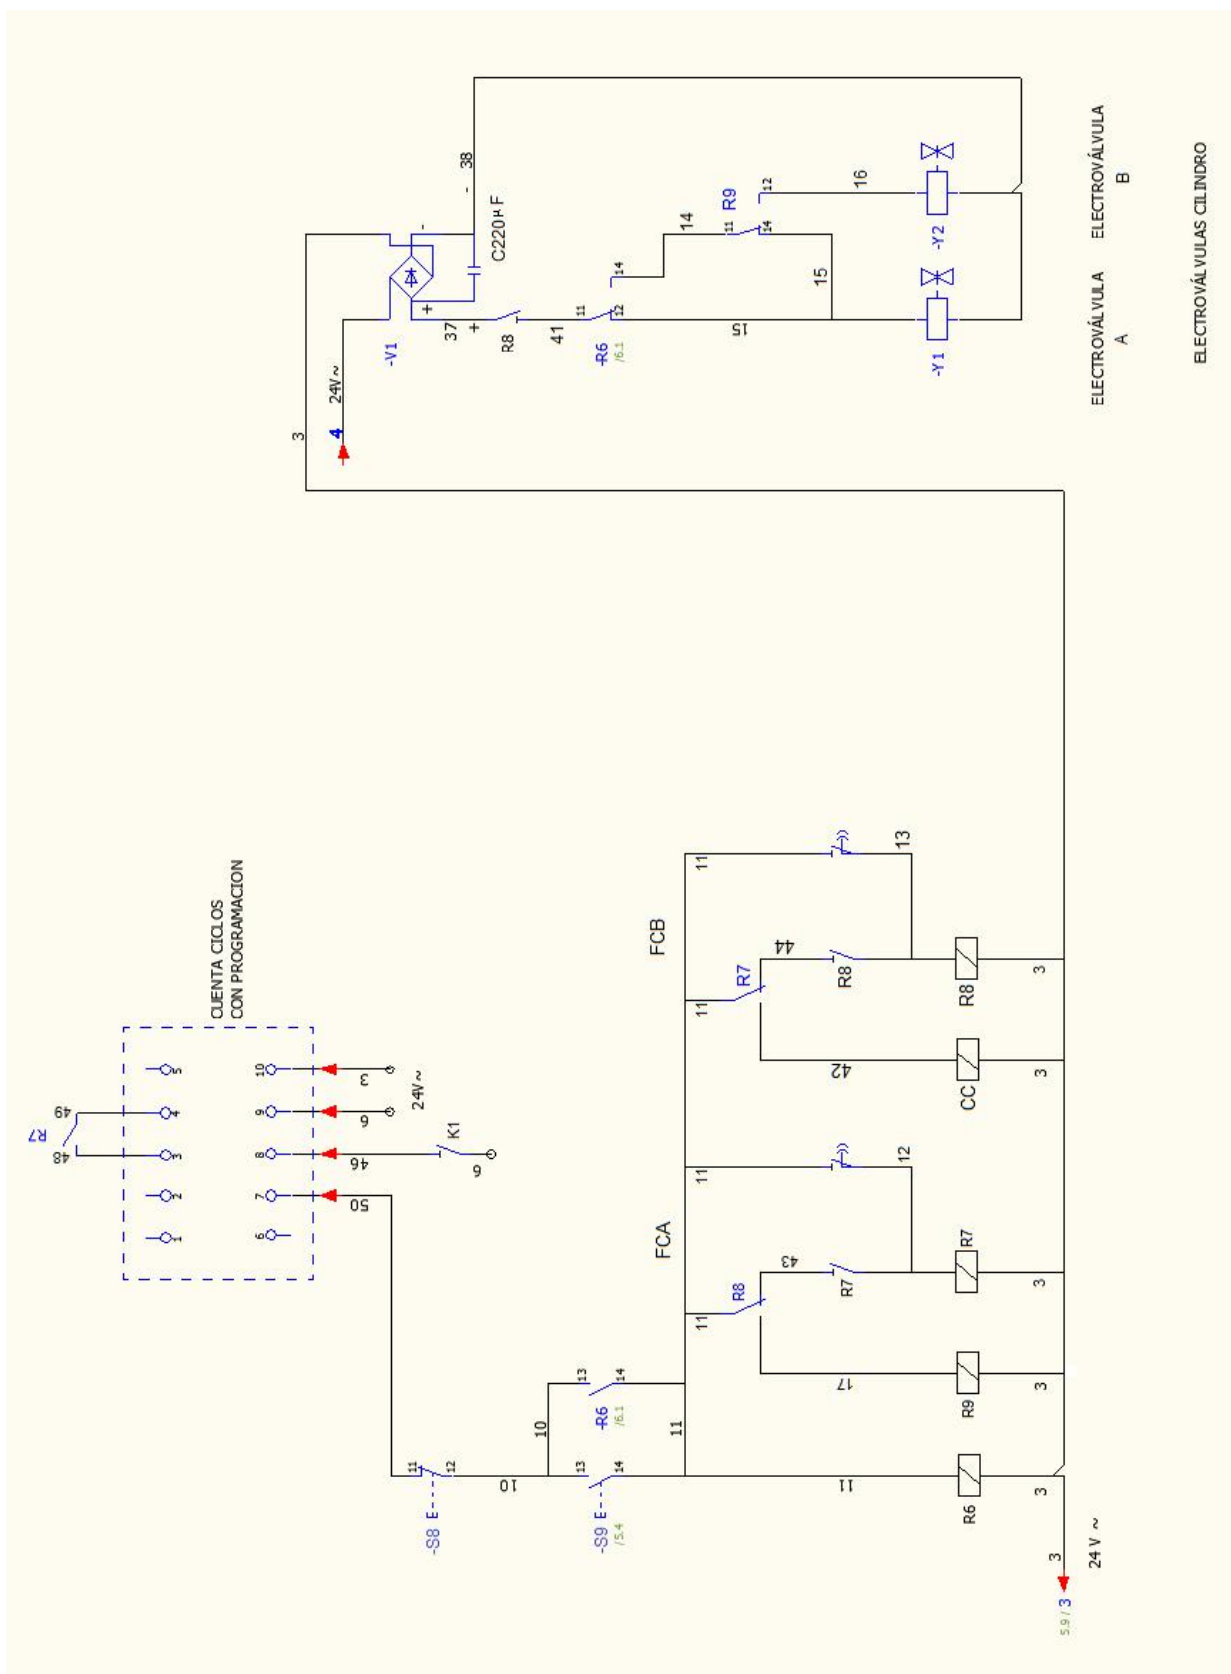 R7
48
49
CUENTA CICLOS
CON PROGRAMACION
1
2
3
4
5
6
7
8
9
10
50
46
6
3
K1
6
24V~
-S8
11
12
10
10
-S9
/5.4
13
14
-R6
/6.1
13
14
11
11
R6
3
3
5.9 / 3
24 V ~
FCA
11
R8
17
R9
3
43
R7
11
12
R7
3
FCB
11
R7
42
CC
3
44
R8
11
13
R8
3
3
4
24V~
-V1
+
-
-
38
C220µF
37
+
R8
41
-R6
/6.1
11
12
14
14
R9
11
14
12
15
15
16
-Y1
-Y2
ELECTROVÁLVULA
A
ELECTROVÁLVULA
B
ELECTROVÁLVULAS CILINDRO